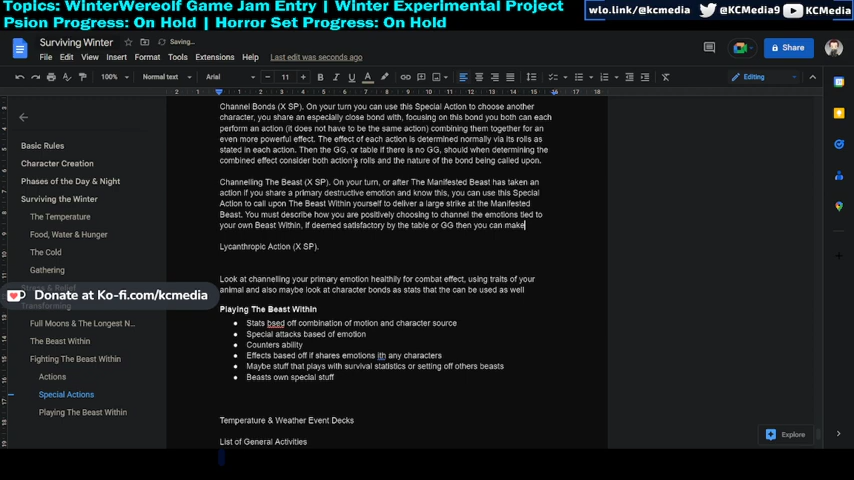 Topics: WinterWereolf Game Jam Entry | Winter Experimental Project
Psion Progress: On Hold | Horror Set Progress: On Hold
wlo.link/@kcmedia @KCMedia9 KCMedia
Surviving Winter
Saving...
File Edit View Insert Format Tools Extensions Help Last edit was seconds ago
Share
100% Normal text Arial 11 Editing
Basic Rules
Character Creation
Phases of the Day & Night
Surviving the Winter
The Temperature
Food, Water & Hunger
The Cold
Gathering
Donate at Ko-fi.com/kcmedia
Full Moons & The Longest N...
The Beast Within
Fighting The Beast Within
Actions
Special Actions
Playing The Beast Within
Channel Bonds (X SP). On your turn you can use this Special Action to choose another
character, you share an especially close bond with, focusing on this bond you both can each
perform an action (it does not have to be the same action) combining them together for an
even more powerful effect. The effect of each action is determined normally via its rolls as
stated in each action. Then the GG, or table if there is no GG, should when determining the
combined effect consider both action's rolls and the nature of the bond being called upon.
Channelling The Beast (X SP). On your turn, or after The Manifested Beast has taken an
action if you share a primary destructive emotion and know this, you can use this Special
Action to call upon The Beast Within yourself to deliver a large strike at the Manifested
Beast. You must describe how you are positively choosing to channel the emotions tied to
your own Beast Within, if deemed satisfactory by the table or GG then you can make
Lycanthropic Action (X SP).
Look at channelling your primary emotion healthily for combat effect, using traits of your
animal and also maybe look at character bonds as stats that the can be used as well
Playing The Beast Within
● Stats bsed off combination of motion and character source
● Special attacks based of emotion
● Counters ability
● Effects based off if shares emotions ith any characters
● Maybe stuff that plays with survival statistics or setting off others beasts
● Beasts own special stuff
Temperature & Weather Event Decks
List of General Activities
Explore